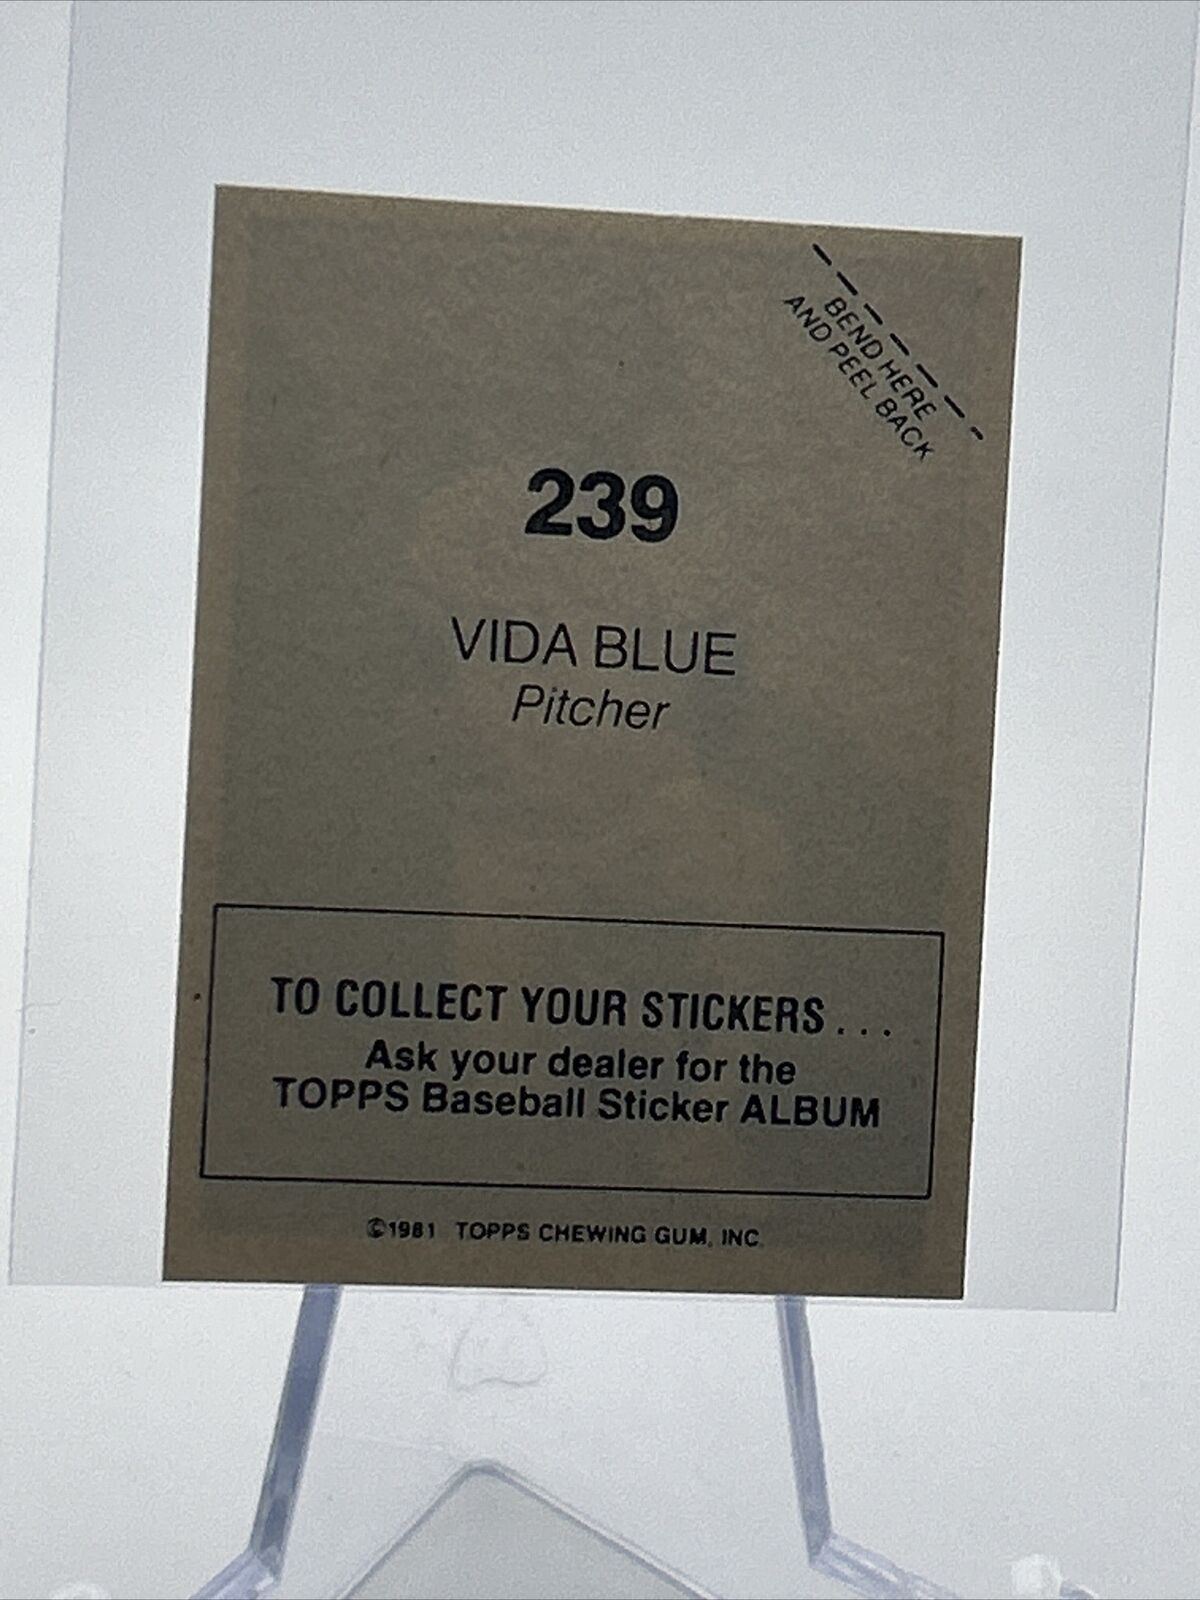 BEND HERE
AND PEEL BACK
239
VIDA BLUE
Pitcher
TO COLLECT YOUR STICKERS...
Ask your dealer for the
TOPPS Baseball Sticker ALBUM
©1981 TOPPS CHEWING GUM, INC.